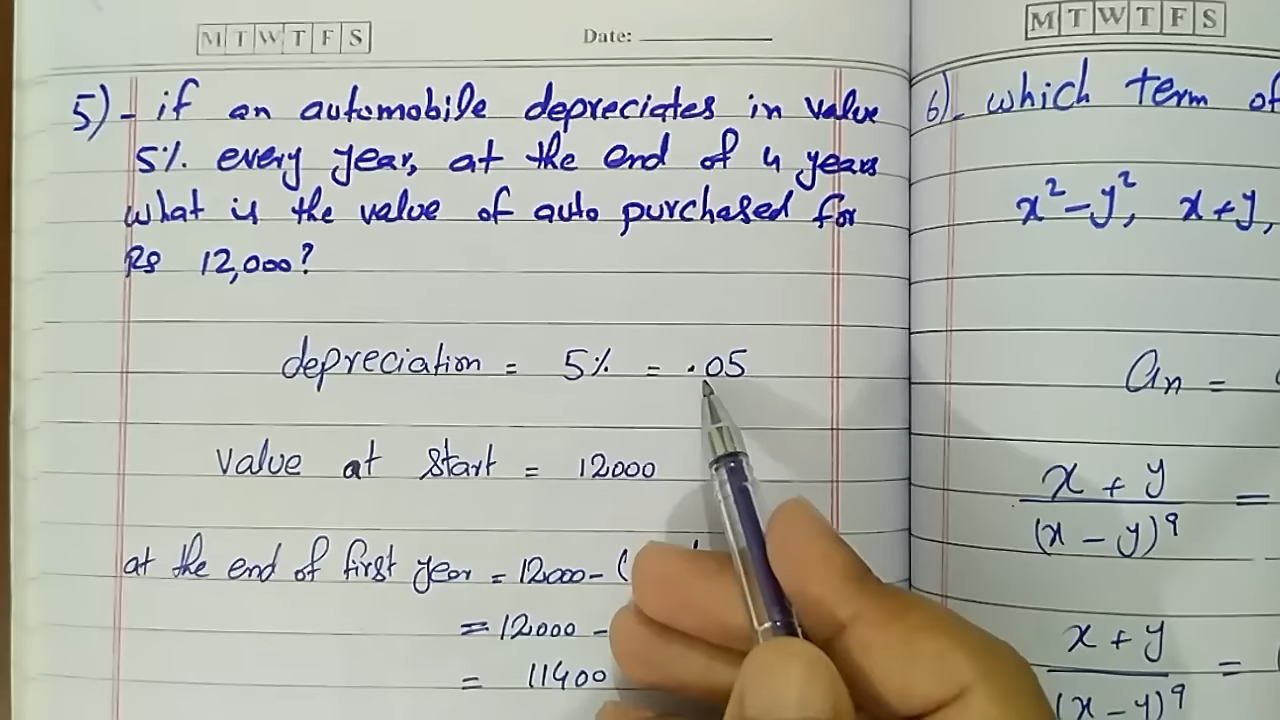 M T W T F S
Date:
5)- if an automobile depreciates in value
5% every year, at the end of 4 years
what is the value of auto purchased for
Rs 12,000?
depreciation = 5% = .05
value at start = 12000
at the end of first year = 12000 - (
= 12000 -
= 11400
M T W T F S
6)- which term of
x² - y², x + y,
an =
x + y / (x - y)⁹ =
x + y / (x - y)⁹ =